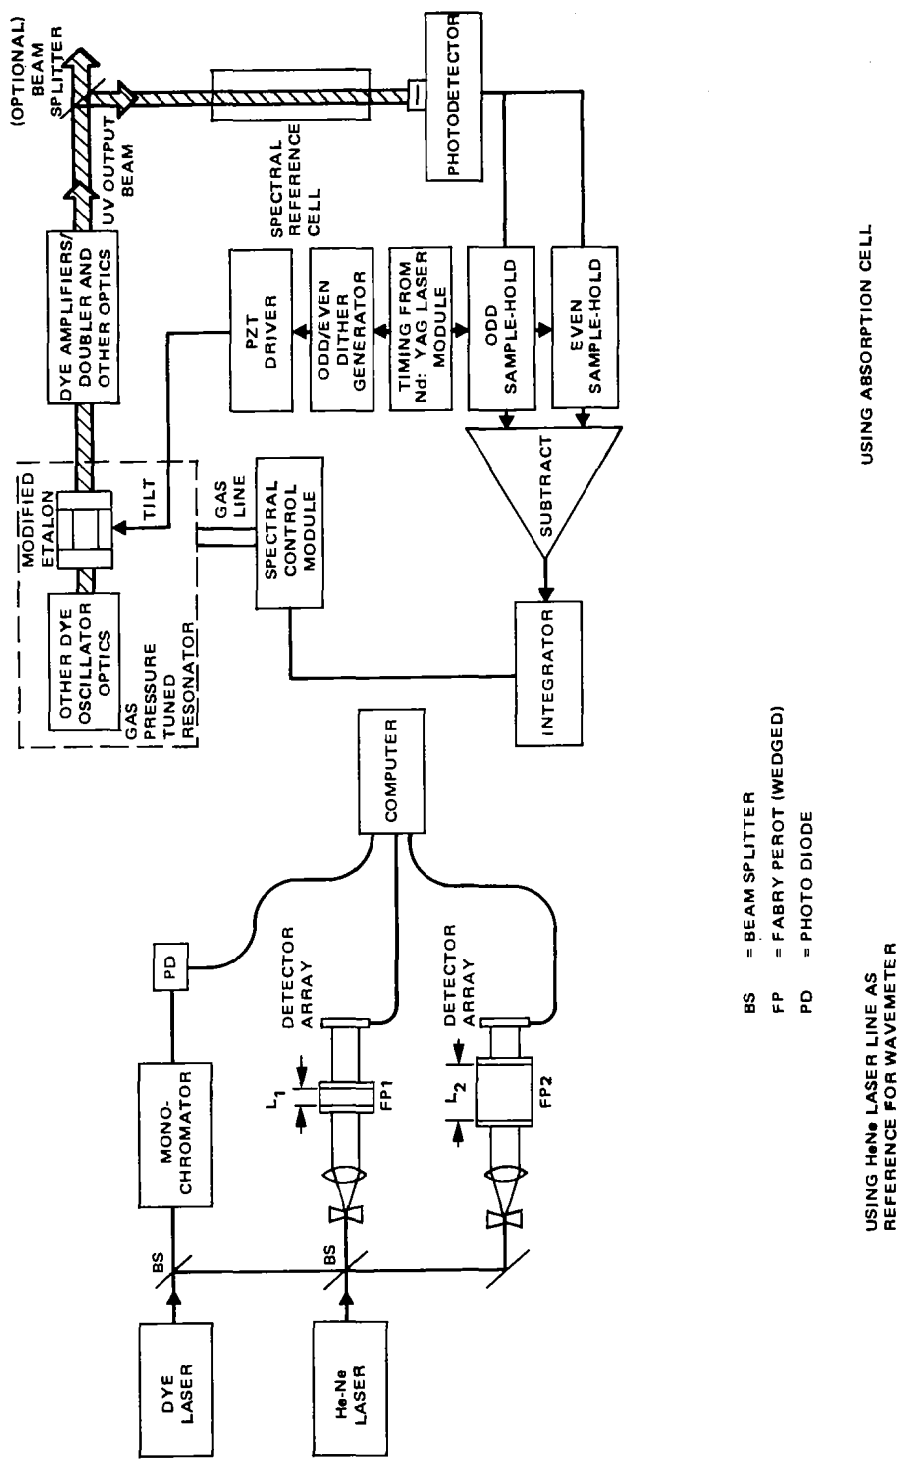 DYE
LASER
He-Ne
LASER
BS
BS
MONO-
CHROMATOR
PD
L1
FP1
DETECTOR
ARRAY
L2
FP2
DETECTOR
ARRAY
COMPUTER
BS = BEAM SPLITTER
FP = FABRY PEROT (WEDGED)
PD = PHOTO DIODE
USING HeNe LASER LINE AS
REFERENCE FOR WAVEMETER
OTHER DYE
OSCILLATOR
OPTICS
GAS
PRESSURE
TUNED
RESONATOR
MODIFIED
ETALON
TILT
GAS
LINE
SPECTRAL
CONTROL
MODULE
INTEGRATOR
SUBTRACT
DYE AMPLIFIERS/
DOUBLER AND
OTHER OPTICS
PZT
DRIVER
ODD/EVEN
DITHER
GENERATOR
TIMING FROM
Nd: YAG LASER
MODULE
ODD
SAMPLE-HOLD
EVEN
SAMPLE-HOLD
UV OUTPUT
BEAM
(OPTIONAL)
BEAM
SPLITTER
SPECTRAL
REFERENCE
CELL
PHOTODETECTOR
USING ABSORPTION CELL